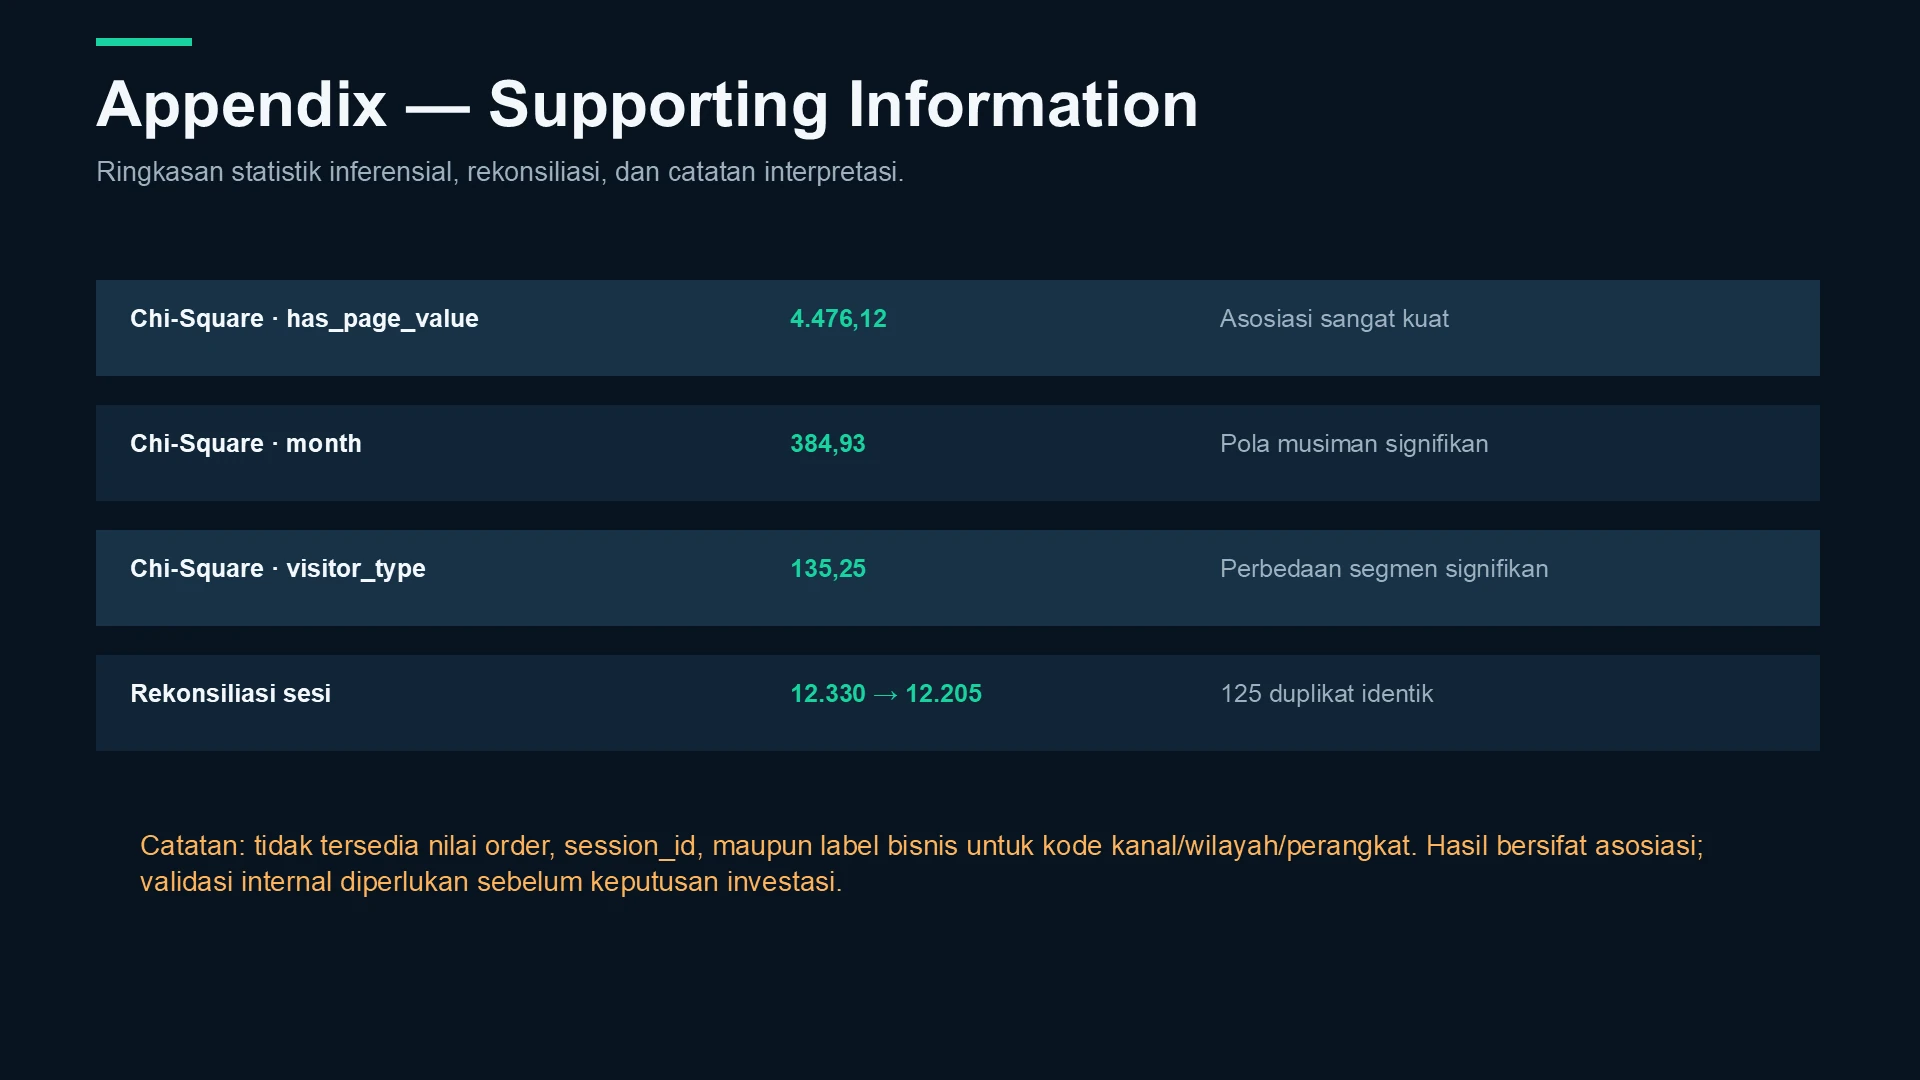 Appendix — Supporting Information
Ringkasan statistik inferensial, rekonsiliasi, dan catatan interpretasi.
Chi-Square · has_page_value 4.476,12 Asosiasi sangat kuat
Chi-Square · month 384,93 Pola musiman signifikan
Chi-Square · visitor_type 135,25 Perbedaan segmen signifikan
Rekonsiliasi sesi 12.330 → 12.205 125 duplikat identik
Catatan: tidak tersedia nilai order, session_id, maupun label bisnis untuk kode kanal/wilayah/perangkat. Hasil bersifat asosiasi;
validasi internal diperlukan sebelum keputusan investasi.